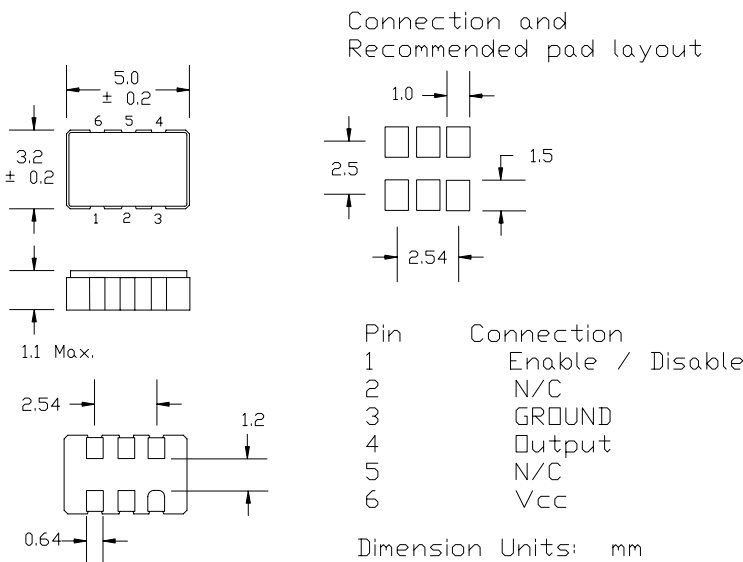 Connection and
Recommended pad layout
5.0
± 0.2
1.0
6 5 4
3.2
± 0.2
2.5
1.5
1 2 3
2.54
1.1 Max.
Pin Connection
1 Enable / Disable
2 N/C
3 GROUND
4 Output
5 N/C
6 Vcc
2.54
1.2
0.64
Dimension Units: mm